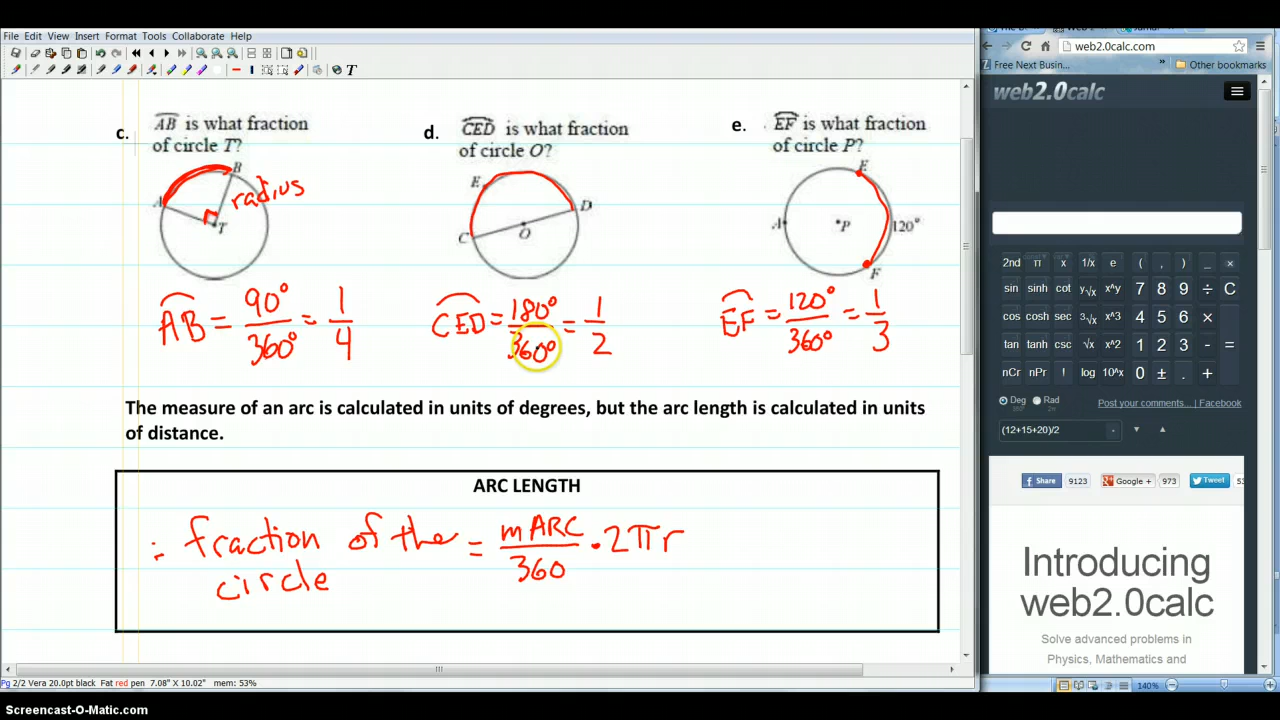 File Edit View Insert Format Tools Collaborate Help
web2.0calc.com
Free Next Busin...
»
Other bookmarks
web2.0calc
c.
AB is what fraction
of circle T?
d.
CED is what fraction
of circle O?
e.
EF is what fraction
of circle P?
A
B
T
radius
E
D
C
O
E
A
P
120°
F
AB = 90°/360° = 1/4
CED = 180°/360° = 1/2
EF = 120°/360° = 1/3
The measure of an arc is calculated in units of degrees, but the arc length is calculated in units
of distance.
ARC LENGTH
: fraction of the = mARC/360 · 2πr
circle
2nd π x 1/x e ( , ) _ ×
sin sinh cot y√x x^y 7 8 9 ÷ C
cos cosh sec 3√x x^3 4 5 6 ×
tan tanh csc √x x^2 1 2 3 - =
nCr nPr ! log 10^x 0 ± . +
Deg 360° Rad 2π
Post your comments... | Facebook
(12+15+20)/2
Share 9123 Google + 973 Tweet
Introducing
web2.0calc
Solve advanced problems in
Physics, Mathematics and
140%
Pg 2/2 Vera 20.0pt black Fat red pen 7.08" X 10.02" mem: 53%
Screencast-O-Matic.com